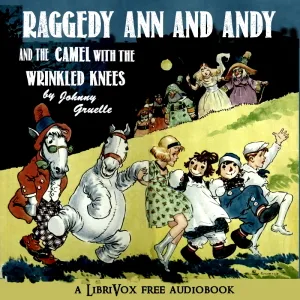 RAGGEDY ANN AND ANDY
AND THE CAMEL WITH THE
WRINKLED KNEES
by Johnny
Gruelle
A LIBRIVOX FREE AUDIOBOOK